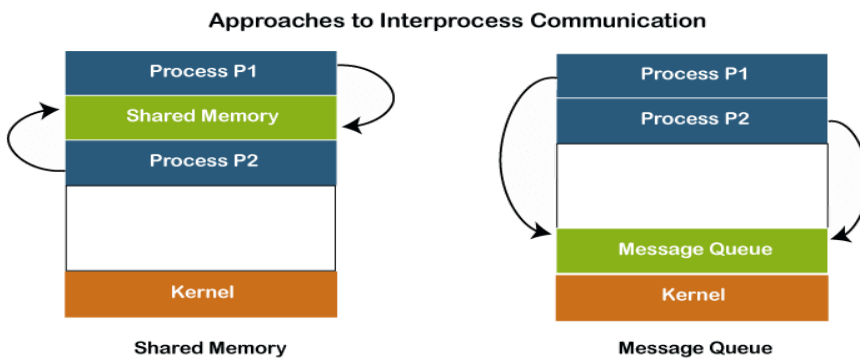 Approaches to Interprocess Communication
Process P1
Shared Memory
Process P2
Kernel
Shared Memory
Process P1
Process P2
Message Queue
Kernel
Message Queue